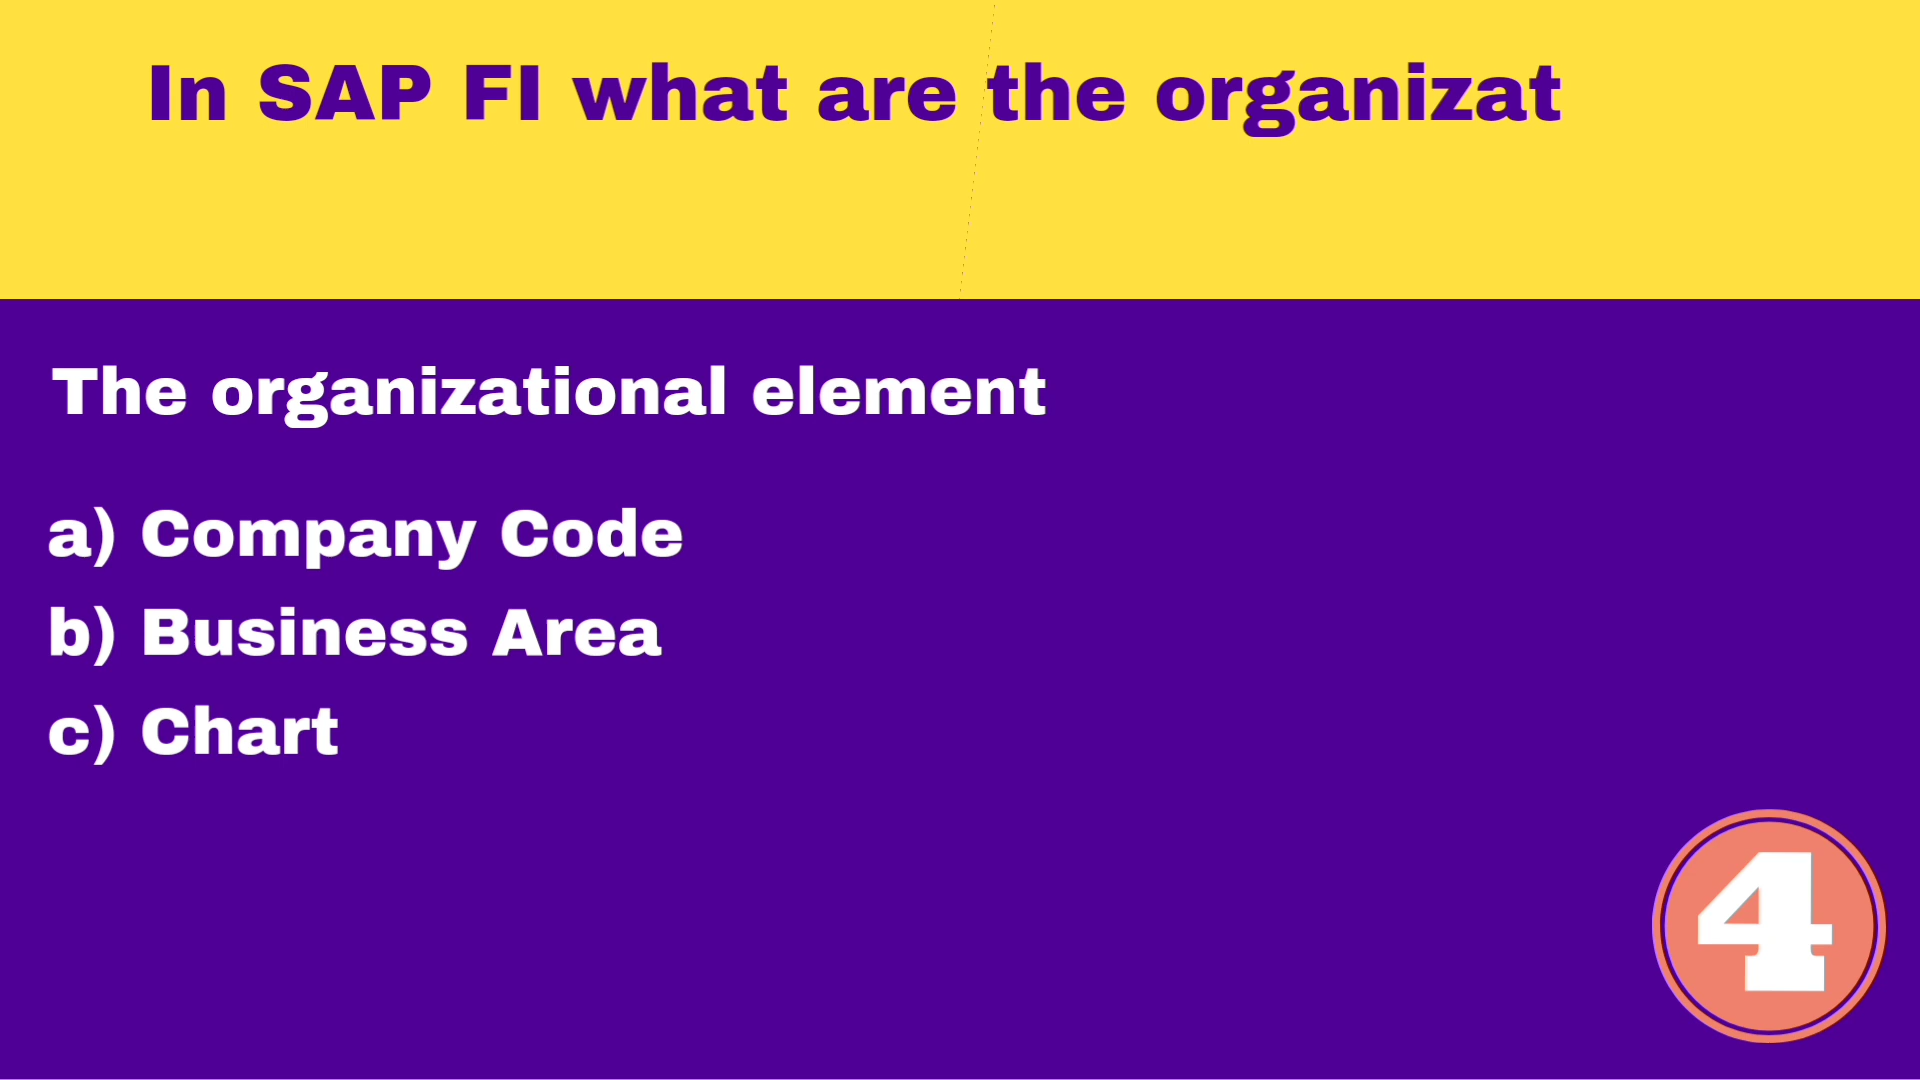 In SAP FI what are the organizat
The organizational element
a) Company Code
b) Business Area
c) Chart
4